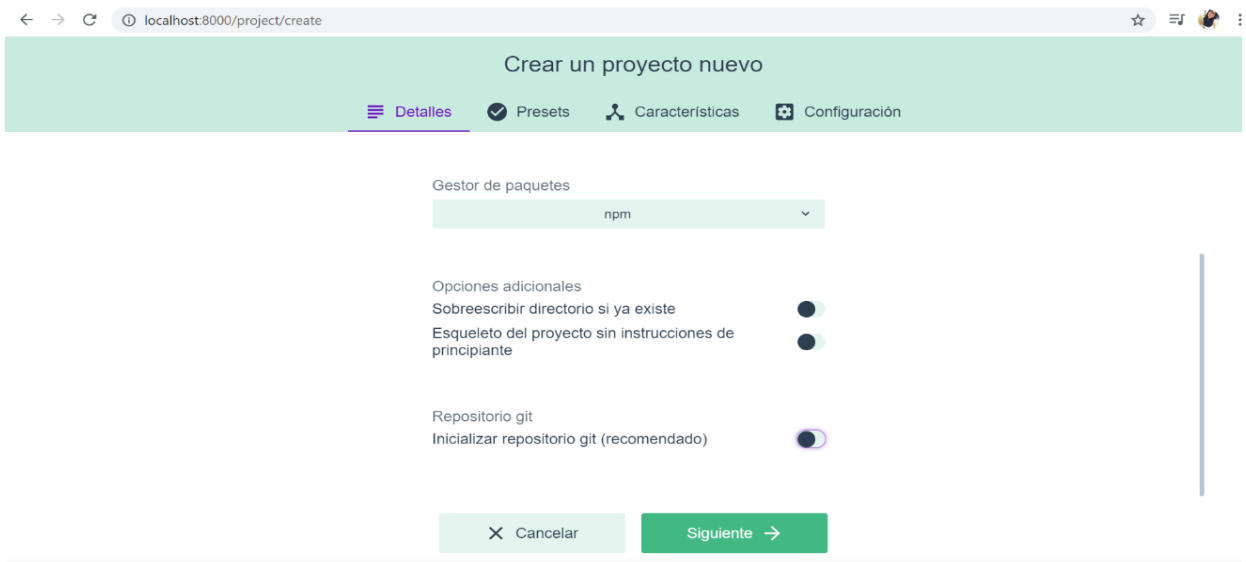 localhost:8000/project/create
Crear un proyecto nuevo
Detalles
Presets
Características
Configuración
Gestor de paquetes
npm
Opciones adicionales
Sobreescribir directorio si ya existe
Esqueleto del proyecto sin instrucciones de
principiante
Repositorio git
Inicializar repositorio git (recomendado)
Cancelar
Siguiente